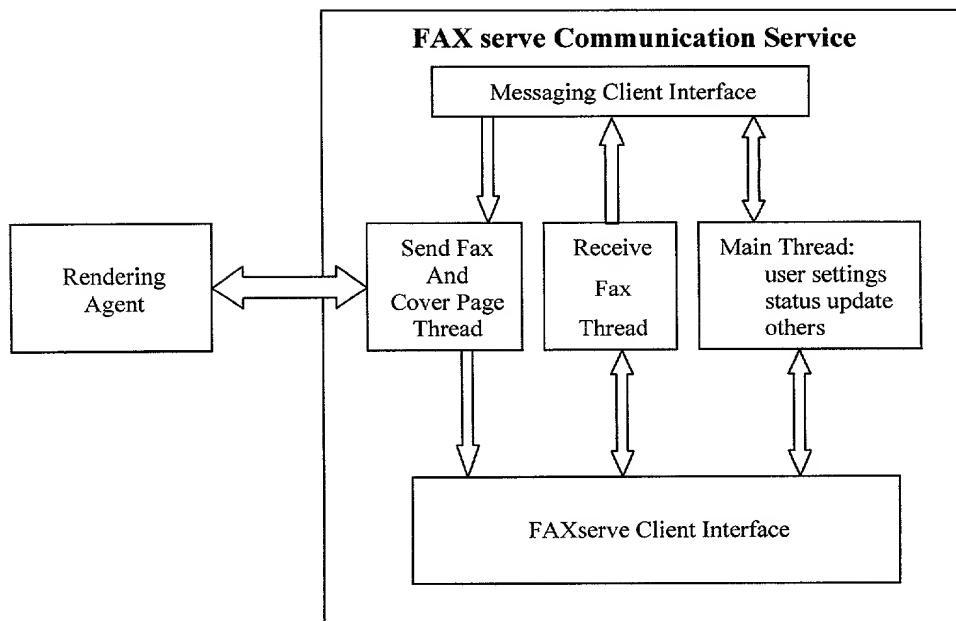 FAX serve Communication Service
Messaging Client Interface
Rendering
Agent
Send Fax
And
Cover Page
Thread
Receive
Fax
Thread
Main Thread:
user settings
status update
others
FAXserve Client Interface